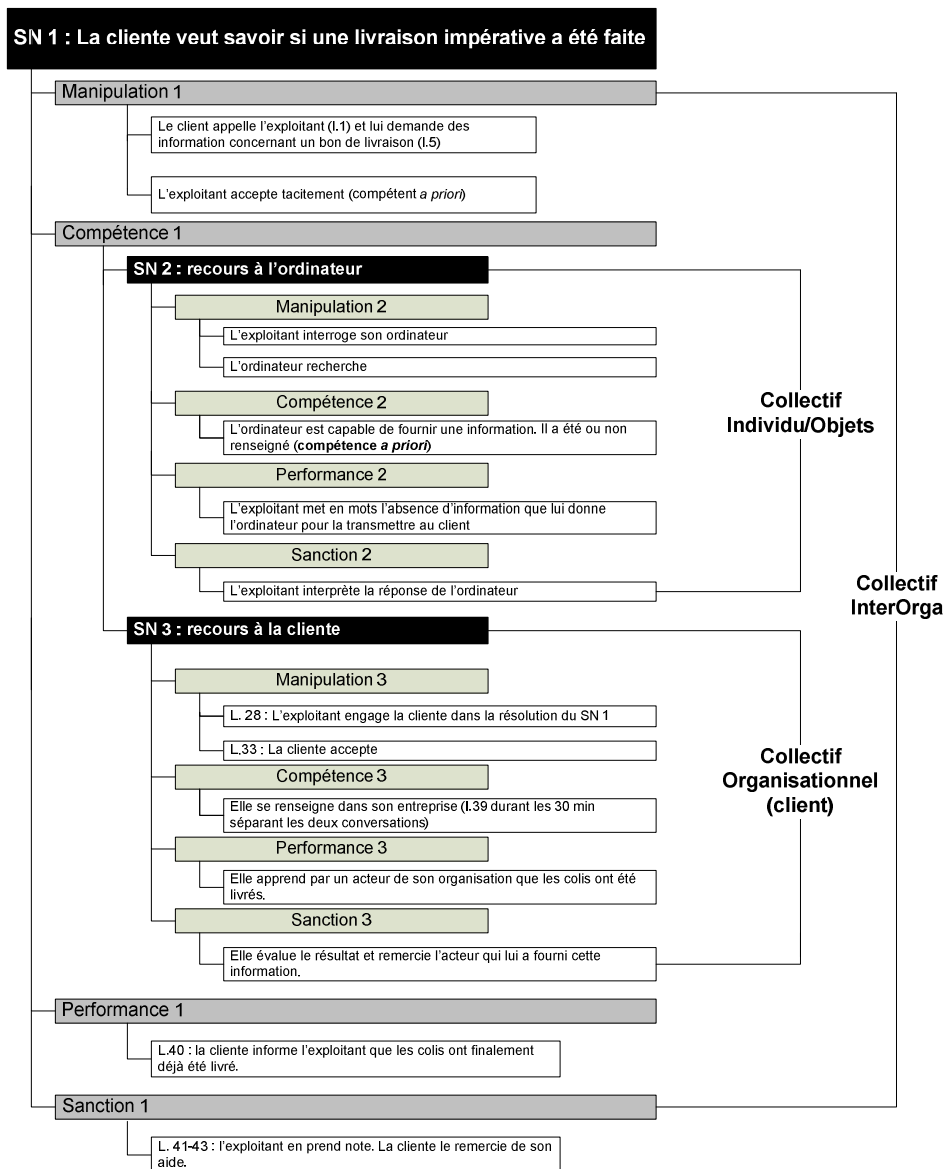 SN 1 : La cliente veut savoir si une livraison impérative a été faite
Manipulation 1
Le client appelle l'exploitant (l.1) et lui demande des
information concernant un bon de livraison (l.5)
L'exploitant accepte tacitement (compétent a priori)
Compétence 1
SN 2 : recours à l'ordinateur
Manipulation 2
L'exploitant interroge son ordinateur
L'ordinateur recherche
Compétence 2
L'ordinateur est capable de fournir une information. Il a été ou non
renseigné (compétence a priori)
Performance 2
L'exploitant met en mots l'absence d'information que lui donne
l'ordinateur pour la transmettre au client
Sanction 2
L'exploitant interprète la réponse de l'ordinateur
Collectif
Individu/Objets
Collectif
InterOrga
SN 3 : recours à la cliente
Manipulation 3
L. 28 : L'exploitant engage la cliente dans la résolution du SN 1
L.33 : La cliente accepte
Compétence 3
Elle se renseigne dans son entreprise (l.39 durant les 30 min
séparant les deux conversations)
Performance 3
Elle apprend par un acteur de son organisation que les colis ont été
livrés.
Sanction 3
Elle évalue le résultat et remercie l'acteur qui lui a fourni cette
information.
Collectif
Organisationnel
(client)
Performance 1
L.40 : la cliente informe l'exploitant que les colis ont finalement
déjà été livré.
Sanction 1
L. 41-43 : l'exploitant en prend note. La cliente le remercie de son
aide.